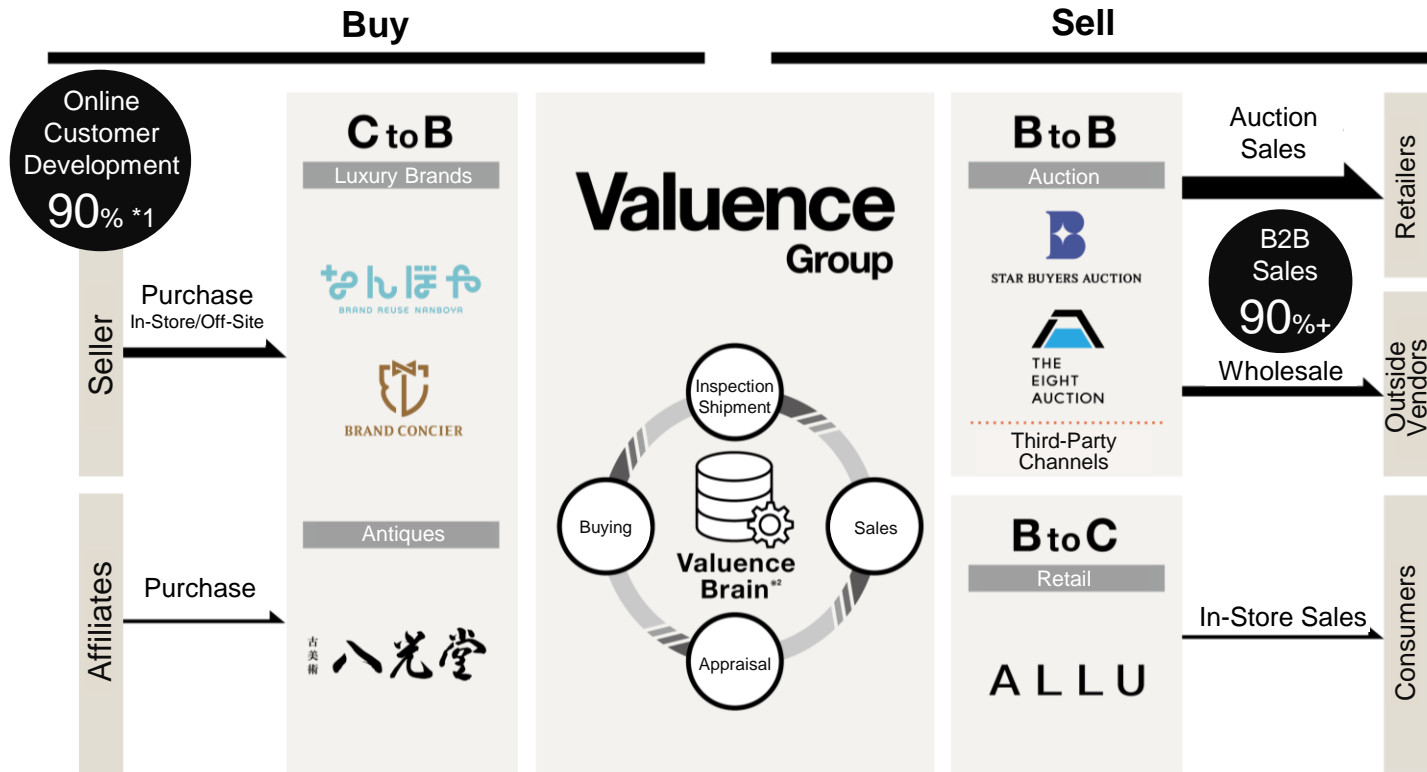 Buy
Sell
Online
Customer
Development
90% *1
Seller
Affiliates
Purchase
In-Store/Off-Site
Purchase
C to B
Luxury Brands
なんぼや
BRAND REUSE NANBOYA
BRAND CONCIER
Antiques
古美術
八光堂
Valuence
Group
Inspection
Shipment
Buying
Sales
Valuence
Brain※2
Appraisal
B to B
Auction
STAR BUYERS AUCTION
THE
EIGHT
AUCTION
Third-Party
Channels
B to C
Retail
ALLU
Auction
Sales
B2B
Sales
90%+
Wholesale
In-Store Sales
Retailers
Outside
Vendors
Consumers